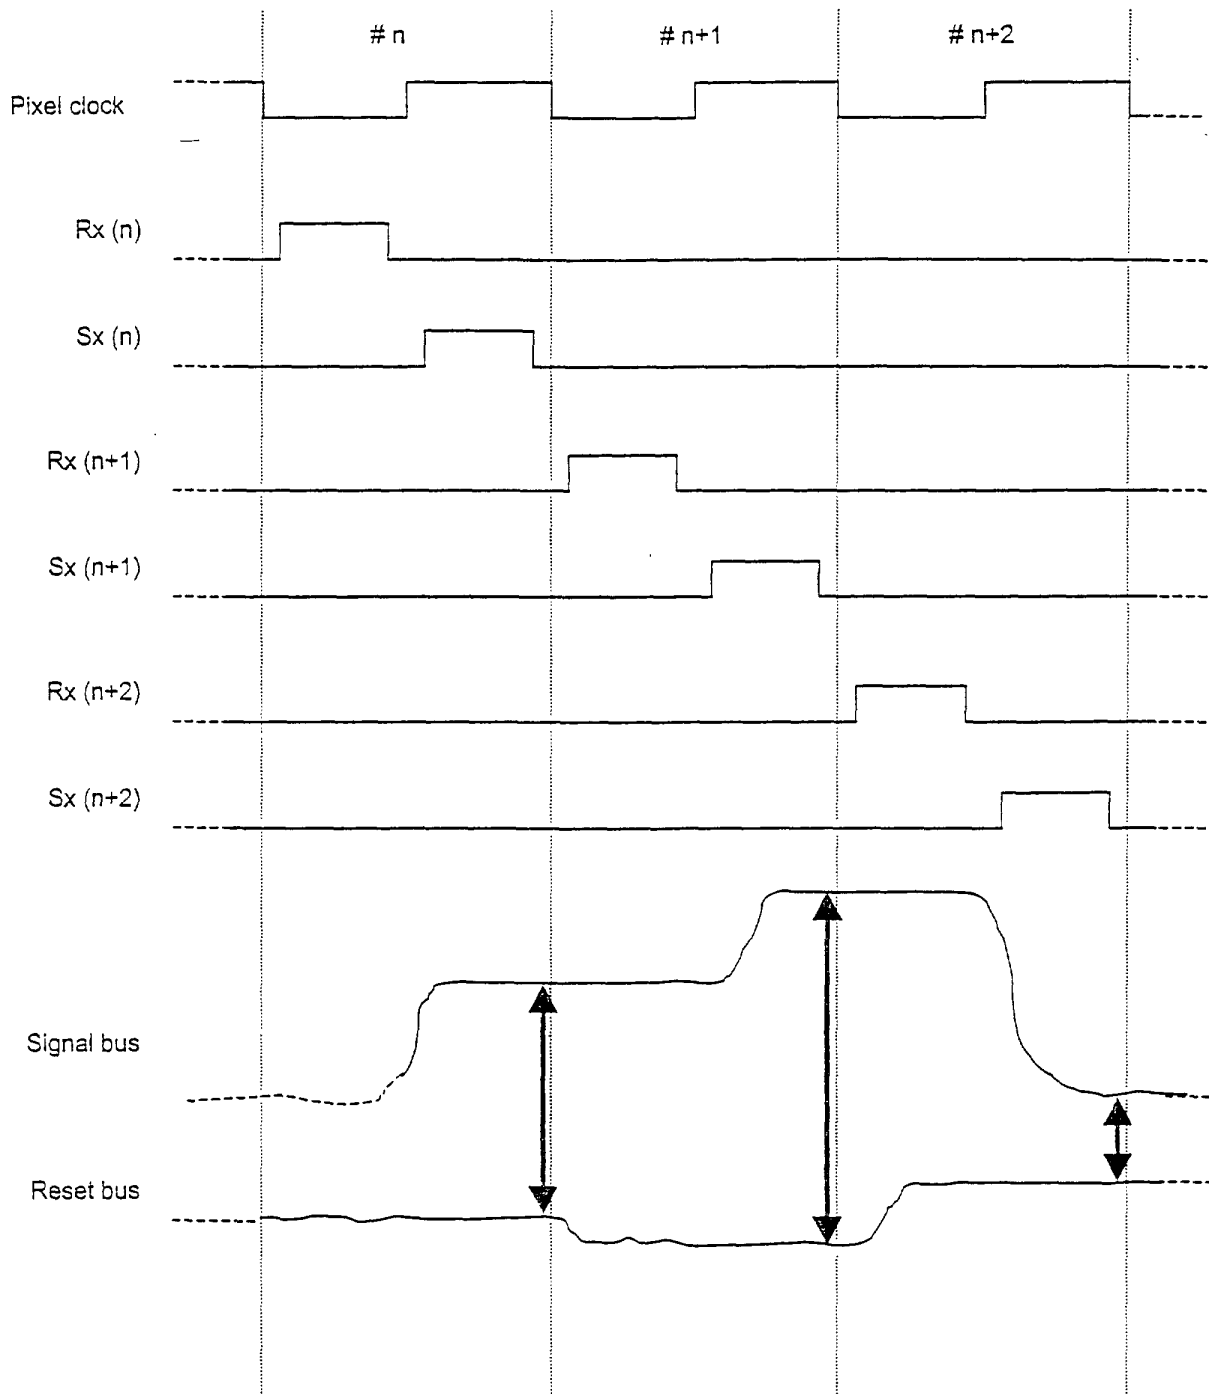 # n
# n+1
# n+2
Pixel clock
Rx (n)
Sx (n)
Rx (n+1)
Sx (n+1)
Rx (n+2)
Sx (n+2)
Signal bus
Reset bus